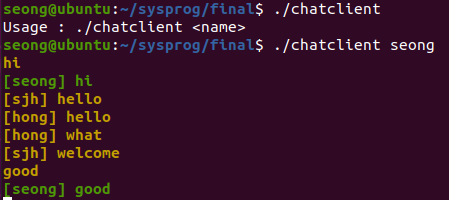 seong@ubuntu:~/sysprog/final$ ./chatclient
Usage : ./chatclient <name>
seong@ubuntu:~/sysprog/final$ ./chatclient seong
hi
[seong] hi
[sjh] hello
[hong] hello
[hong] what
[sjh] welcome
good
[seong] good